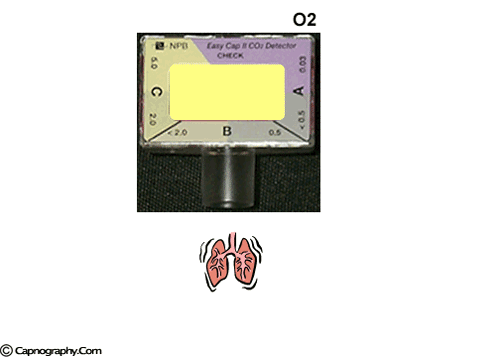 O2
NPB
Easy Cap II CO₂ Detector
CHECK
5.0
C
2.0
0.03
A
< 0.5
< 2.0
B
0.5
© Capnography.Com